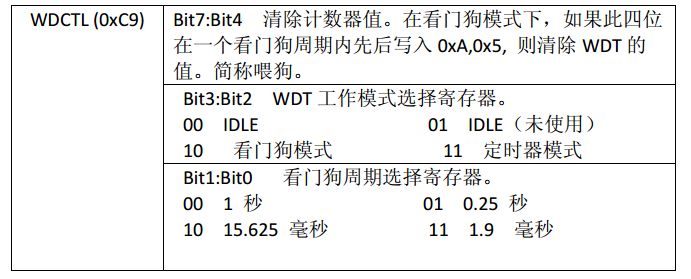 WDCTL (0xC9)
Bit7:Bit4 清除计数器值。在看门狗模式下，如果此四位
在一个看门狗周期内先后写入 0xA,0x5, 则清除 WDT 的
值。简称喂狗。
Bit3:Bit2 WDT 工作模式选择寄存器。
00 IDLE 01 IDLE（未使用）
10 看门狗模式 11 定时器模式
Bit1:Bit0 看门狗周期选择寄存器。
00 1 秒 01 0.25 秒
10 15.625 毫秒 11 1.9 毫秒